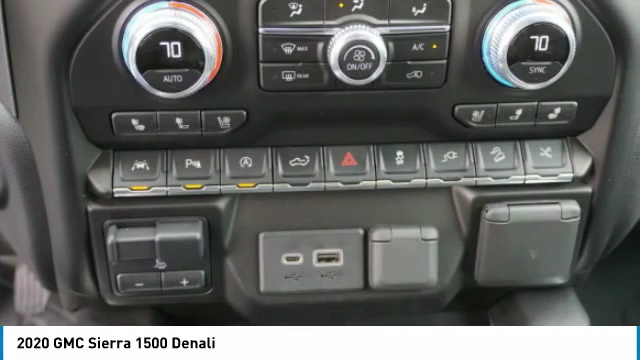 70
AUTO
MAX
A/C
REAR
ON/OFF
70
SYNC
- +
2020 GMC Sierra 1500 Denali